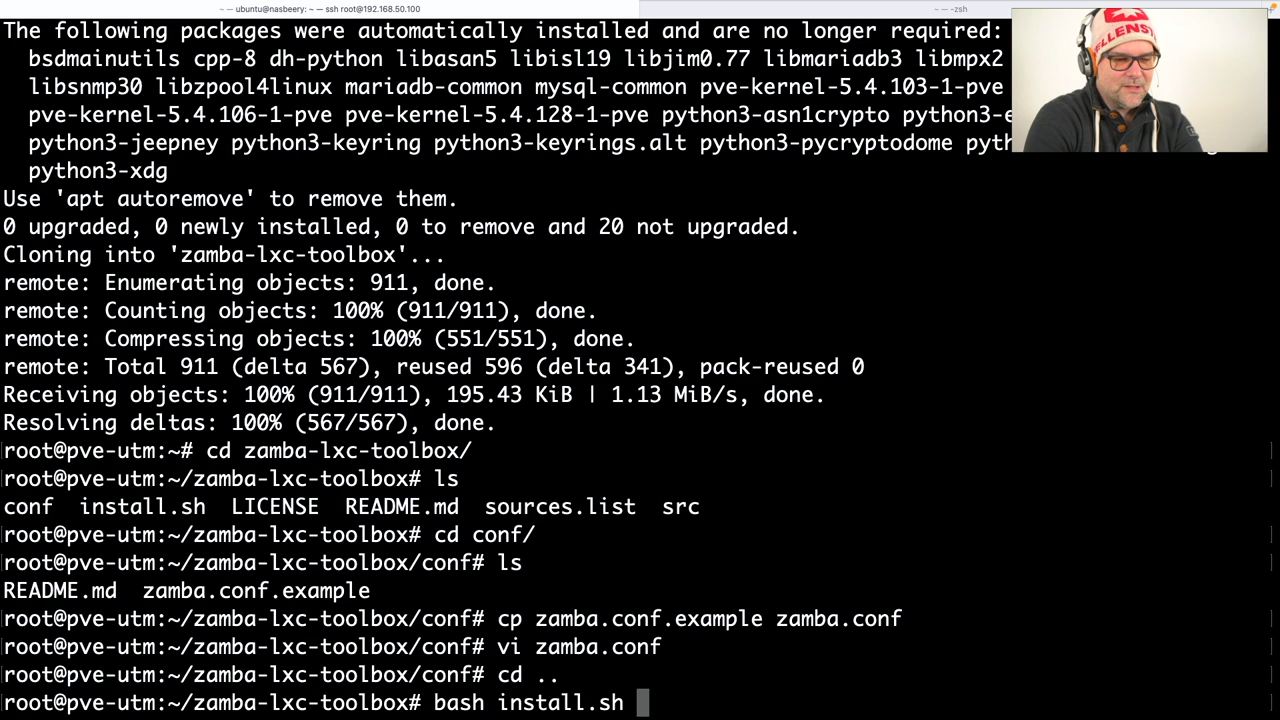 ~ — ubuntu@nasbeery: ~ — ssh root@192.168.50.100
~ — -zsh
The following packages were automatically installed and are no longer required:
bsdmainutils cpp-8 dh-python libasan5 libisl19 libjim0.77 libmariadb3 libmpx2
libsnmp30 libzpool4linux mariadb-common mysql-common pve-kernel-5.4.103-1-pve
pve-kernel-5.4.106-1-pve pve-kernel-5.4.128-1-pve python3-asn1crypto
python3-jeepney python3-keyring python3-keyrings.alt python3-pycryptodome
python3-xdg
Use 'apt autoremove' to remove them.
0 upgraded, 0 newly installed, 0 to remove and 20 not upgraded.
Cloning into 'zamba-lxc-toolbox'...
remote: Enumerating objects: 911, done.
remote: Counting objects: 100% (911/911), done.
remote: Compressing objects: 100% (551/551), done.
remote: Total 911 (delta 567), reused 596 (delta 341), pack-reused 0
Receiving objects: 100% (911/911), 195.43 KiB | 1.13 MiB/s, done.
Resolving deltas: 100% (567/567), done.
root@pve-utm:~# cd zamba-lxc-toolbox/
root@pve-utm:~/zamba-lxc-toolbox# ls
conf install.sh LICENSE README.md sources.list src
root@pve-utm:~/zamba-lxc-toolbox# cd conf/
root@pve-utm:~/zamba-lxc-toolbox/conf# ls
README.md zamba.conf.example
root@pve-utm:~/zamba-lxc-toolbox/conf# cp zamba.conf.example zamba.conf
root@pve-utm:~/zamba-lxc-toolbox/conf# vi zamba.conf
root@pve-utm:~/zamba-lxc-toolbox/conf# cd ..
root@pve-utm:~/zamba-lxc-toolbox# bash install.sh